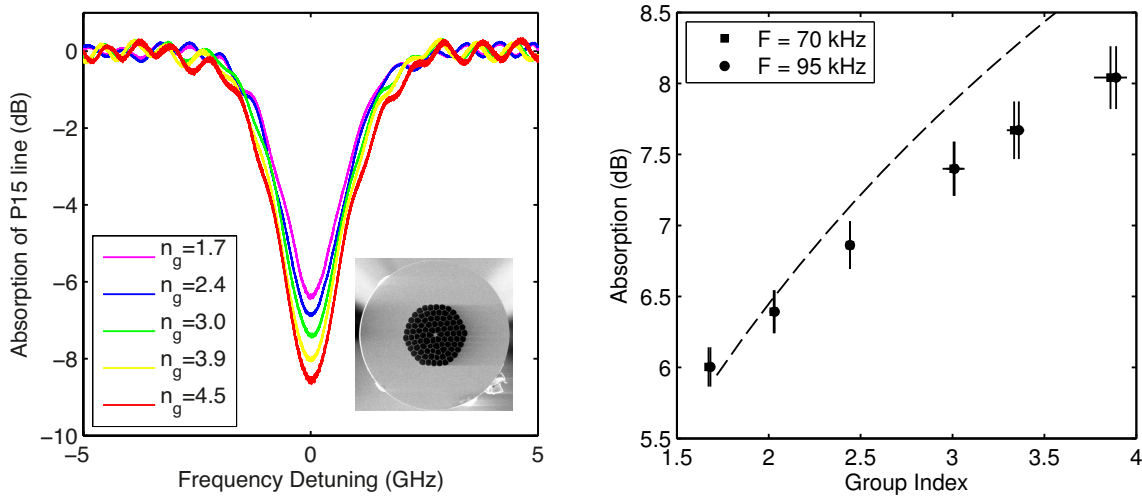 Absorption of P15 line (dB)
0
−2
−4
−6
−8
−10
−5
0
5
Frequency Detuning (GHz)
n_g=1.7
n_g=2.4
n_g=3.0
n_g=3.9
n_g=4.5
Absorption (dB)
8.5
8
7.5
7
6.5
6
5.5
1.5
2
2.5
3
3.5
4
Group Index
F = 70 kHz
F = 95 kHz